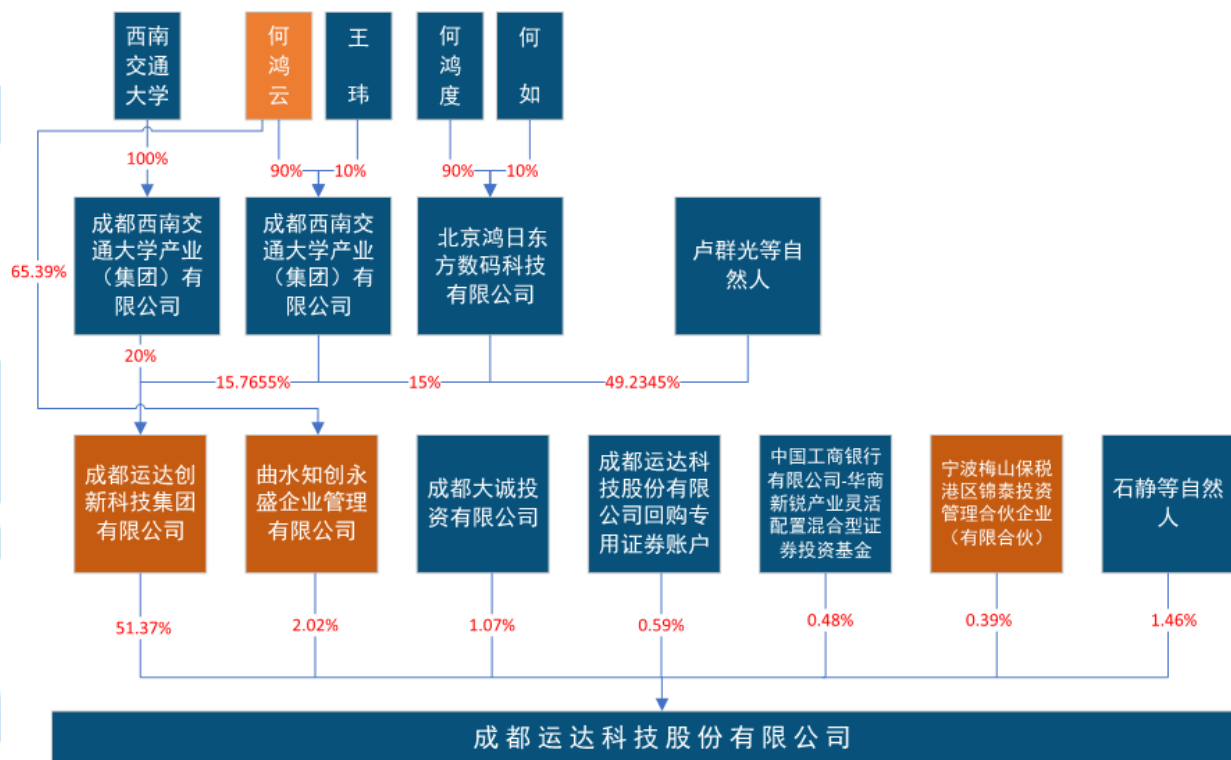 西南
交通
大学
何
鸿
云
王
玮
何
鸿
度
何
如
100%
90%
10%
90%
10%
65.39%
成都西南交
通大学产业
（集团）有
限公司
成都西南交
通大学产业
（集团）有
限公司
北京鸿日东
方数码科技
有限公司
卢群光等自
然人
20%
15.7655%
15%
49.2345%
成都运达创
新科技集团
有限公司
曲水知创永
盛企业管理
有限公司
成都大诚投
资有限公司
成都运达科
技股份有限
公司回购专
用证券账户
中国工商银行
有限公司-华商
新锐产业灵活
配置混合型证
券投资基金
宁波梅山保税
港区锦泰投资
管理合伙企业
（有限合伙）
石静等自然
人
51.37%
2.02%
1.07%
0.59%
0.48%
0.39%
1.46%
成都运达科技股份有限公司